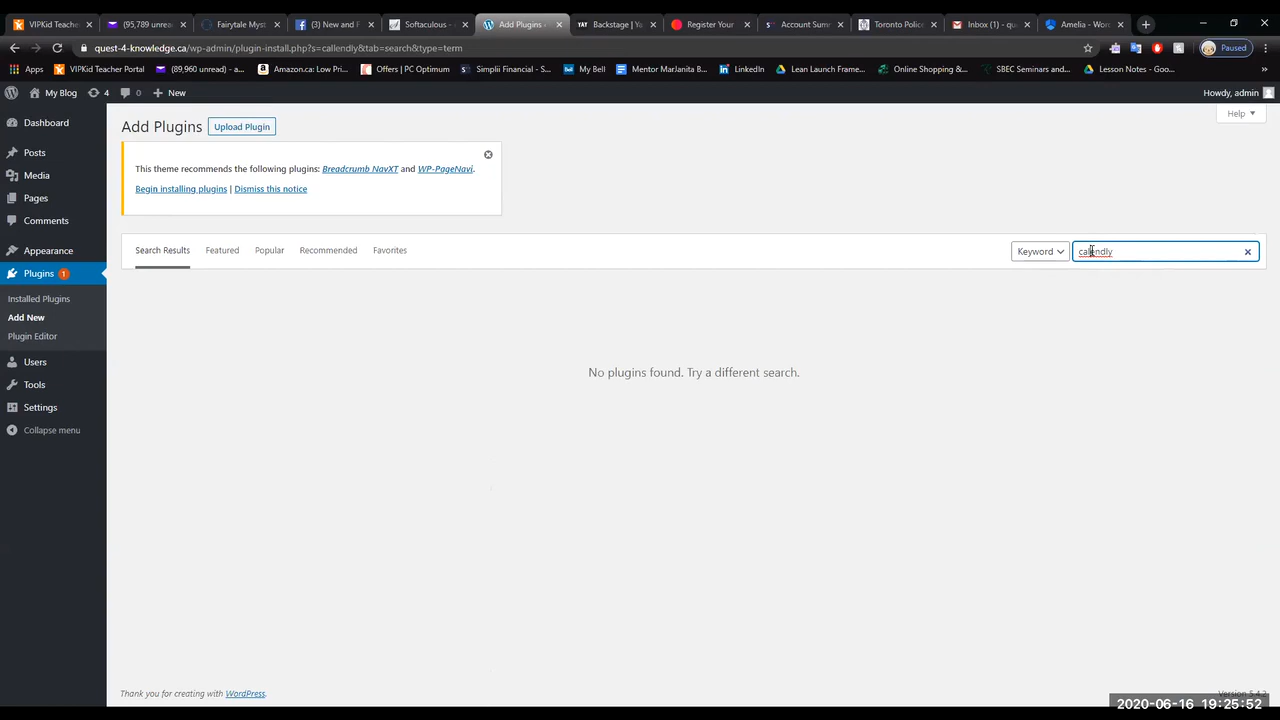 VIPKid Teacher
(95,789 unrea
Fairytale Myst
(3) New and F
Softaculous -
Add Plugins
Backstage | Ya
Register Your
Account Sum
Toronto Police
Inbox (1) - qu
Amelia - Word
quest-4-knowledge.ca/wp-admin/plugin-install.php?s=callendly&tab=search&type=term
Paused
Apps
VIPKid Teacher Portal
(89,960 unread) - a...
Amazon.ca: Low Pri...
Offers | PC Optimum
Simplii Financial - S...
My Bell
Mentor MarJanita B...
LinkedIn
Lean Launch Frame...
Online Shopping &...
SBEC Seminars and...
Lesson Notes - Goo...
My Blog
4
New
Howdy, admin
Add Plugins
Upload Plugin
Help
Dashboard
Posts
Media
Pages
Comments
Appearance
Plugins 1
Installed Plugins
Add New
Plugin Editor
Users
Tools
Settings
Collapse menu
This theme recommends the following plugins: Breadcrumb NavXT and WP-PageNavi.
Begin installing plugins | Dismiss this notice
Search Results
Featured
Popular
Recommended
Favorites
Keyword
callendly
No plugins found. Try a different search.
Thank you for creating with WordPress.
Version 5.4.2
2020-06-16 19:25:52